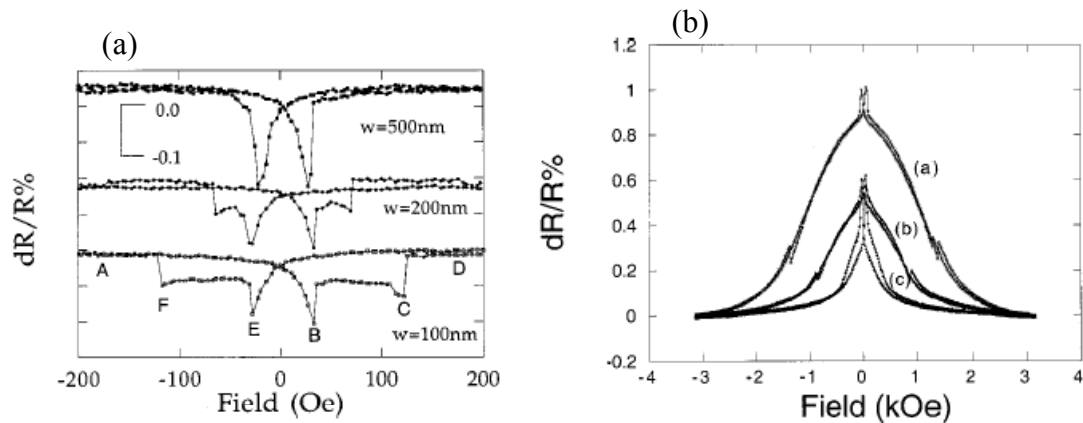 (a)
0.0
-0.1
w=500nm
w=200nm
A
F
E
B
C
D
w=100nm
-200
-100
0
100
200
Field (Oe)
dR/R%
(b)
1.2
1
0.8
0.6
0.4
0.2
0
-0.2
(a)
(b)
(c)
-4
-3
-2
-1
0
1
2
3
4
Field (kOe)
dR/R%